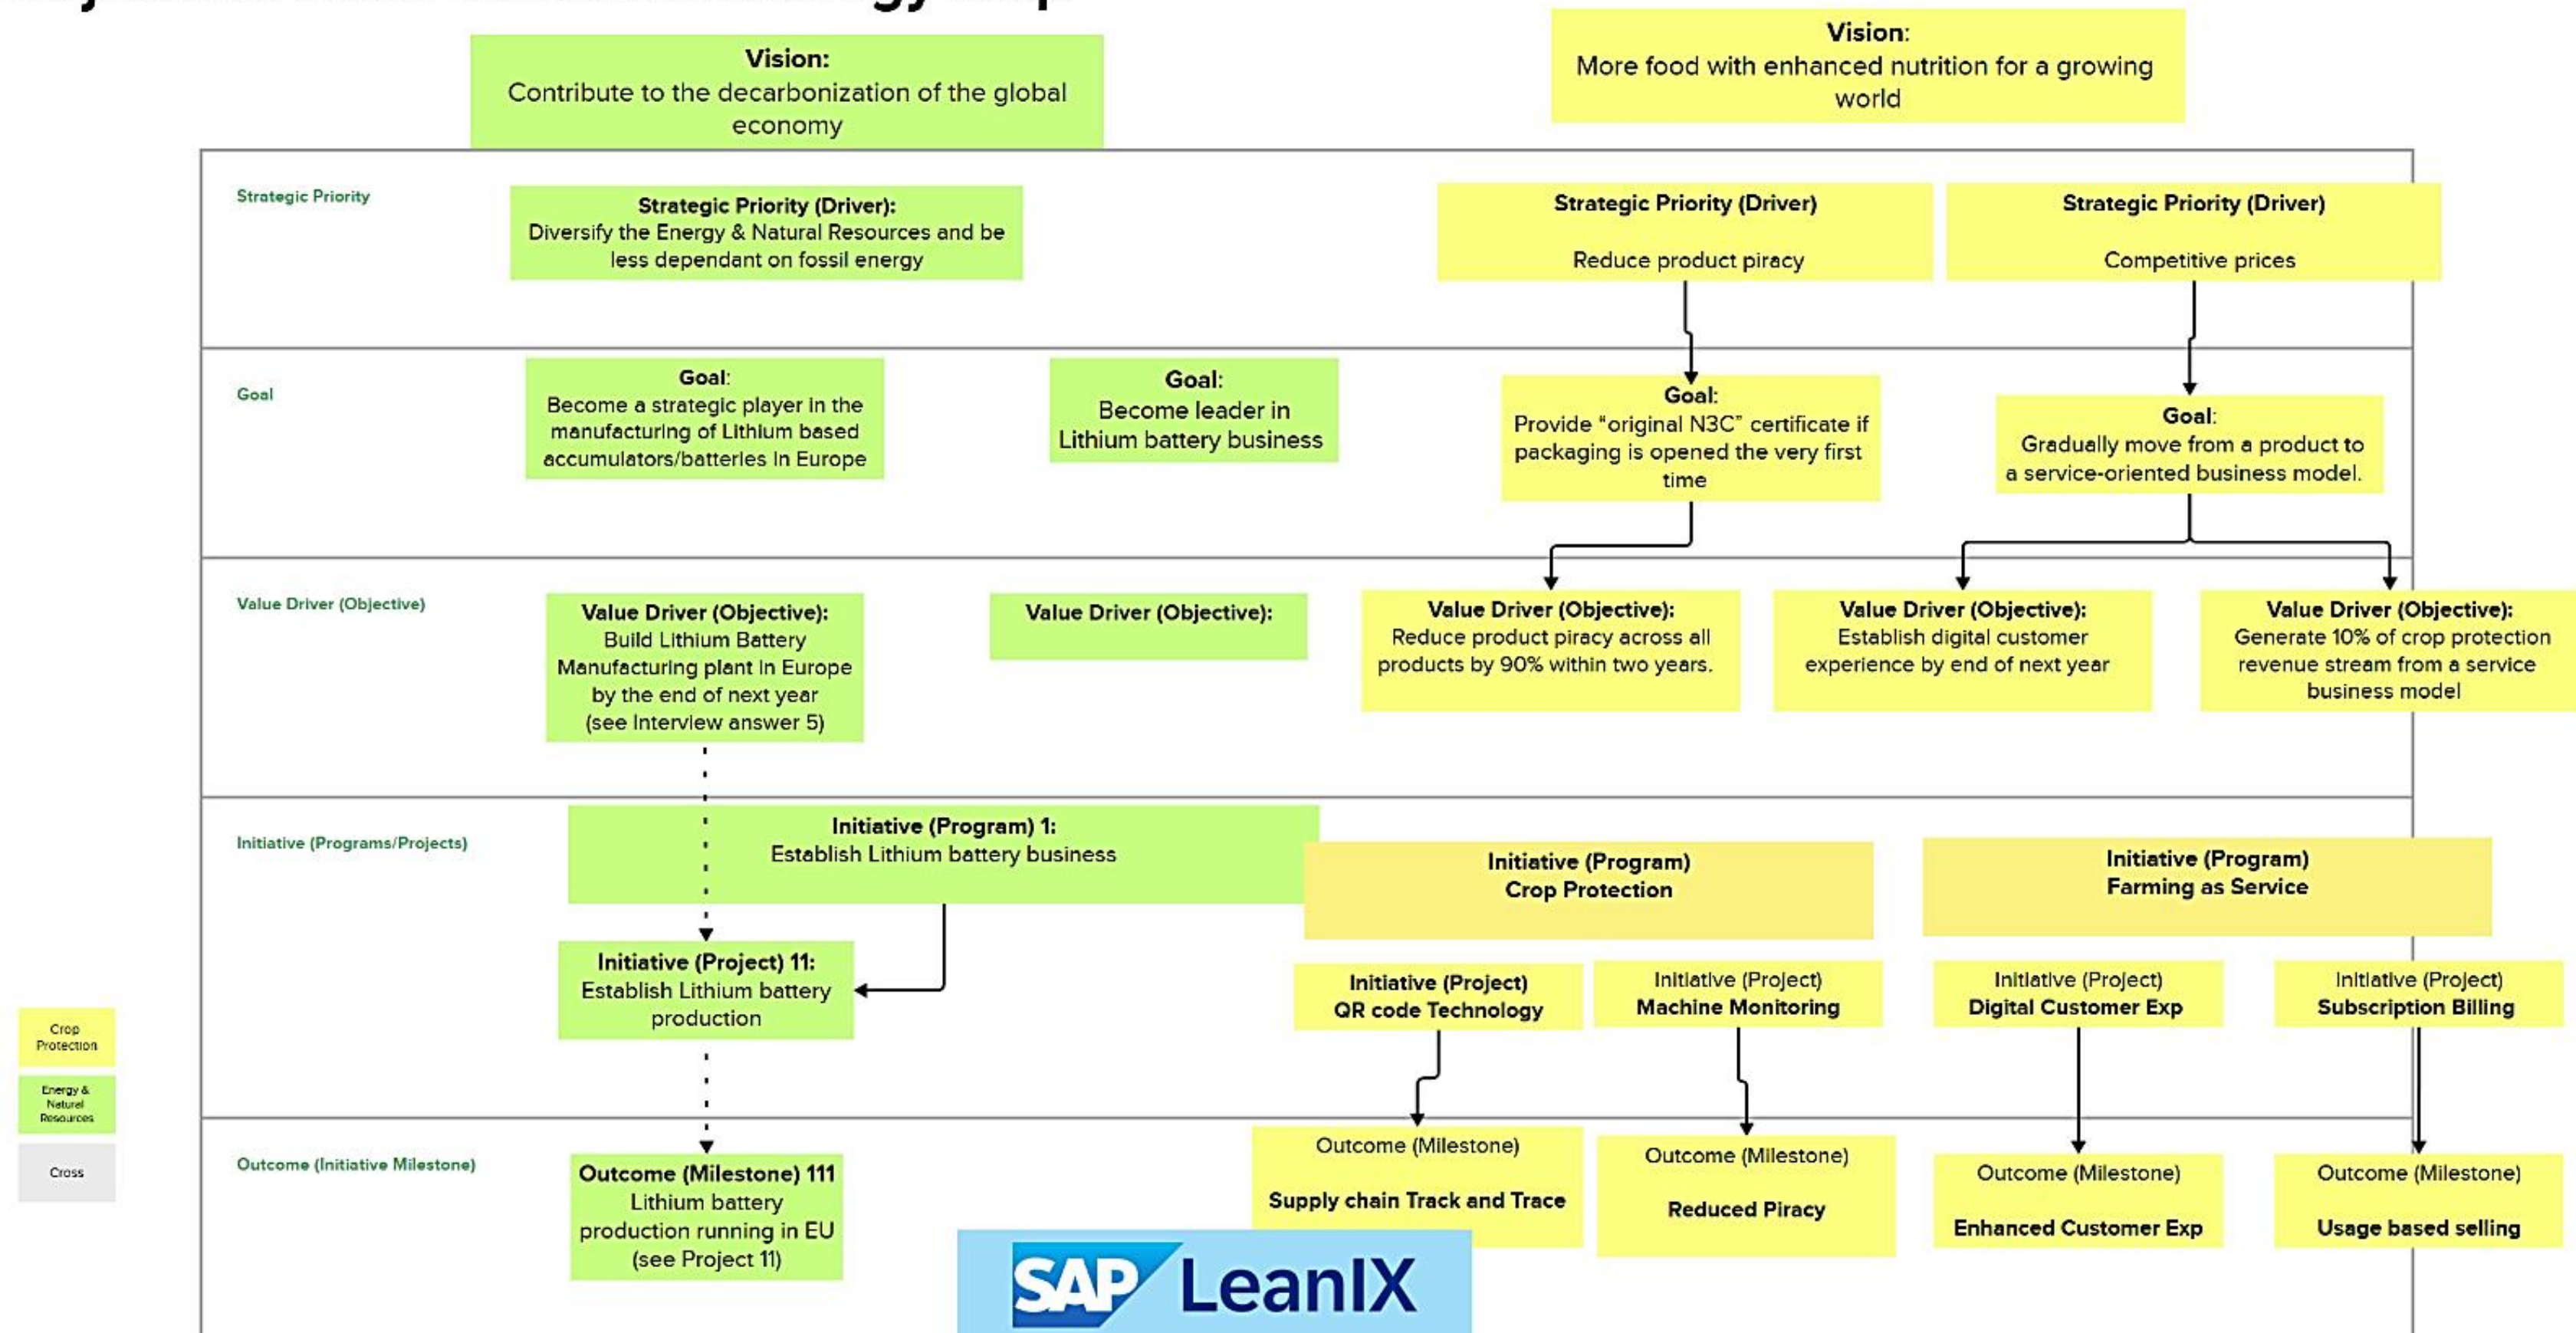 Vision:
Contribute to the decarbonization of the global
economy
Vision:
More food with enhanced nutrition for a growing
world
Strategic Priority
Strategic Priority (Driver):
Diversify the Energy & Natural Resources and be
less dependant on fossil energy
Strategic Priority (Driver)
Reduce product piracy
Strategic Priority (Driver)
Competitive prices
Goal
Goal:
Become a strategic player in the
manufacturing of Lithium based
accumulators/batteries in Europe
Goal:
Become leader in
Lithium battery business
Goal:
Provide “original N3C” certificate if
packaging is opened the very first
time
Goal:
Gradually move from a product to
a service-oriented business model.
Value Driver (Objective)
Value Driver (Objective):
Build Lithium Battery
Manufacturing plant in Europe
by the end of next year
(see Interview answer 5)
Value Driver (Objective):
Value Driver (Objective):
Reduce product piracy across all
products by 90% within two years.
Value Driver (Objective):
Establish digital customer
experience by end of next year
Value Driver (Objective):
Generate 10% of crop protection
revenue stream from a service
business model
Initiative (Programs/Projects)
Initiative (Program) 1:
Establish Lithium battery business
Initiative (Program)
Crop Protection
Initiative (Program)
Farming as Service
Initiative (Project) 11:
Establish Lithium battery
production
Initiative (Project)
QR code Technology
Initiative (Project)
Machine Monitoring
Initiative (Project)
Digital Customer Exp
Initiative (Project)
Subscription Billing
Crop
Protection
Energy &
Natural
Resources
Cross
Outcome (Initiative Milestone)
Outcome (Milestone) 111
Lithium battery
production running in EU
(see Project 11)
Outcome (Milestone)
Supply chain Track and Trace
Outcome (Milestone)
Reduced Piracy
Outcome (Milestone)
Enhanced Customer Exp
Outcome (Milestone)
Usage based selling
SAP LeanIX